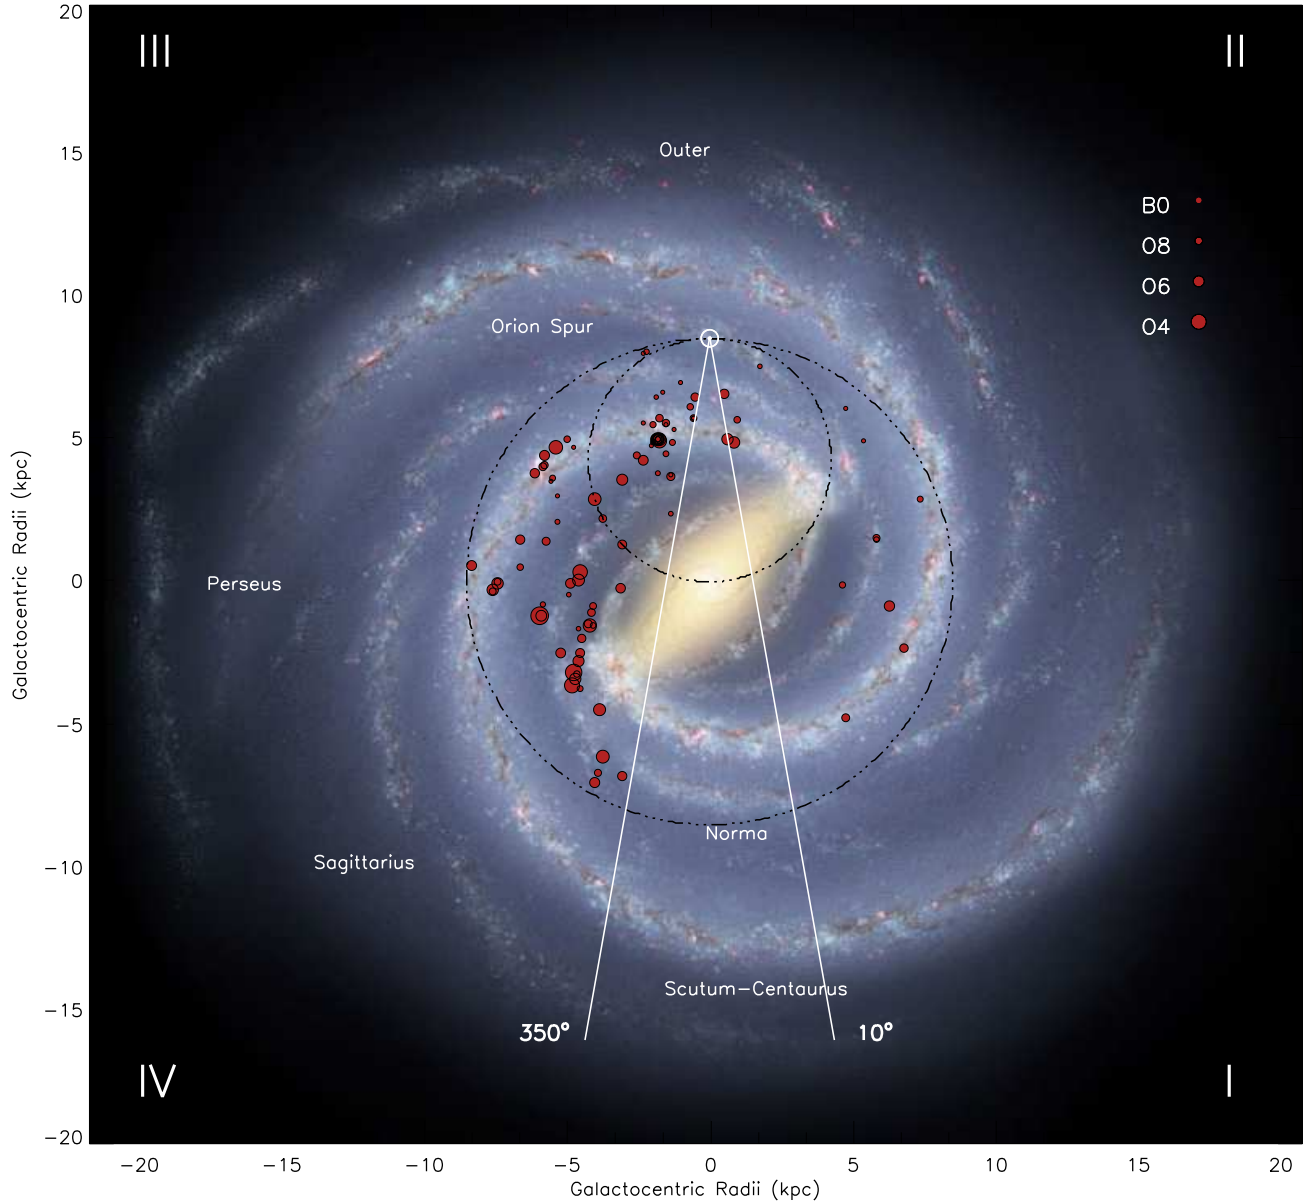 20
III
II
15
Outer
B0
O8
O6
O4
10
Orion Spur
5
Galactocentric Radii (kpc)
0
Perseus
−5
Norma
−10
Sagittarius
Scutum−Centaurus
−15
350°
10°
IV
I
−20
−20 −15 −10 −5 0 5 10 15 20
Galactocentric Radii (kpc)